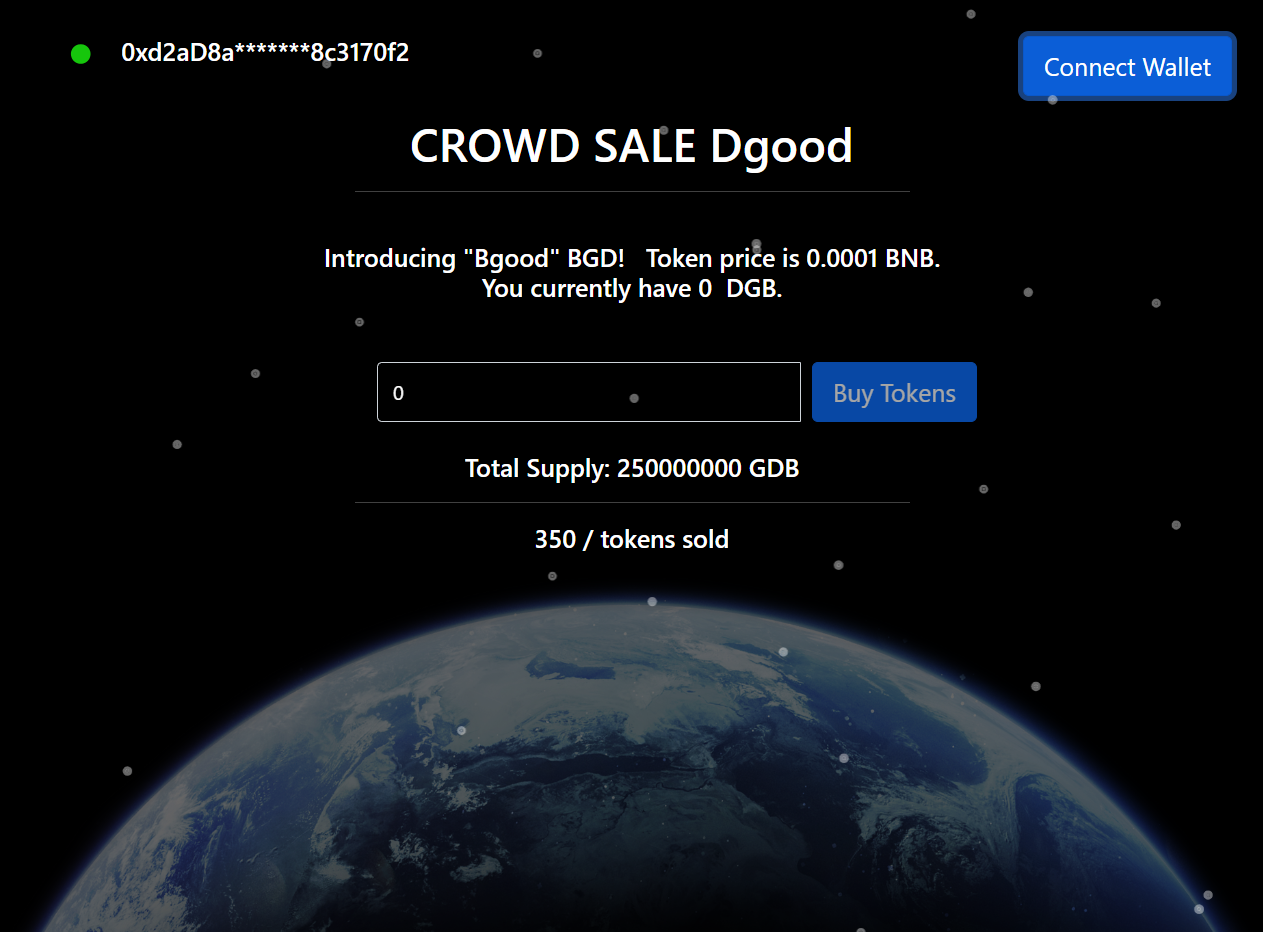 0xd2aD8a*******8c3170f2
Connect Wallet
CROWD SALE Dgood
Introducing "Bgood" BGD! Token price is 0.0001 BNB.
You currently have 0 DGB.
0
Buy Tokens
Total Supply: 250000000 GDB
350 / tokens sold